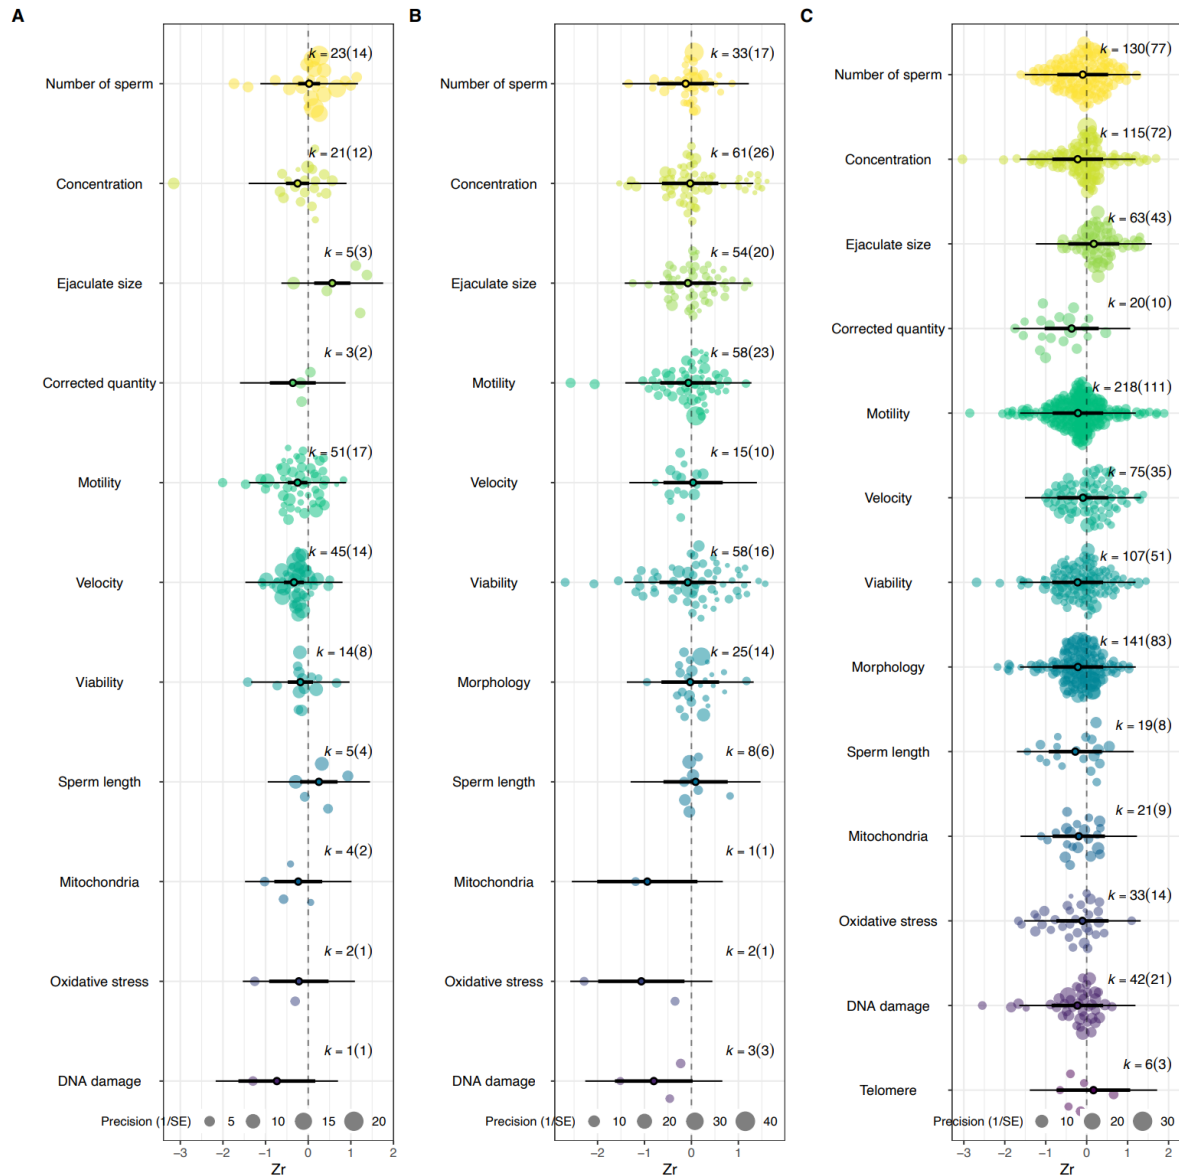 A
Number of sperm
k = 23(14)
Concentration
k = 21(12)
Ejaculate size
k = 5(3)
Corrected quantity
k = 3(2)
Motility
k = 51(17)
Velocity
k = 45(14)
Viability
k = 14(8)
Sperm length
k = 5(4)
Mitochondria
k = 4(2)
Oxidative stress
k = 2(1)
DNA damage
k = 1(1)
Precision (1/SE) 5 10 15 20
−3 −2 −1 0 1 2
Zr
B
Number of sperm
k = 33(17)
Concentration
k = 61(26)
Ejaculate size
k = 54(20)
Motility
k = 58(23)
Velocity
k = 15(10)
Viability
k = 58(16)
Morphology
k = 25(14)
Sperm length
k = 8(6)
Mitochondria
k = 1(1)
Oxidative stress
k = 2(1)
DNA damage
k = 3(3)
Precision (1/SE) 10 20 30 40
−2 −1 0 1
Zr
C
Number of sperm
k = 130(77)
Concentration
k = 115(72)
Ejaculate size
k = 63(43)
Corrected quantity
k = 20(10)
Motility
k = 218(111)
Velocity
k = 75(35)
Viability
k = 107(51)
Morphology
k = 141(83)
Sperm length
k = 19(8)
Mitochondria
k = 21(9)
Oxidative stress
k = 33(14)
DNA damage
k = 42(21)
Telomere
k = 6(3)
Precision (1/SE) 10 20 30
−3 −2 −1 0 1 2
Zr